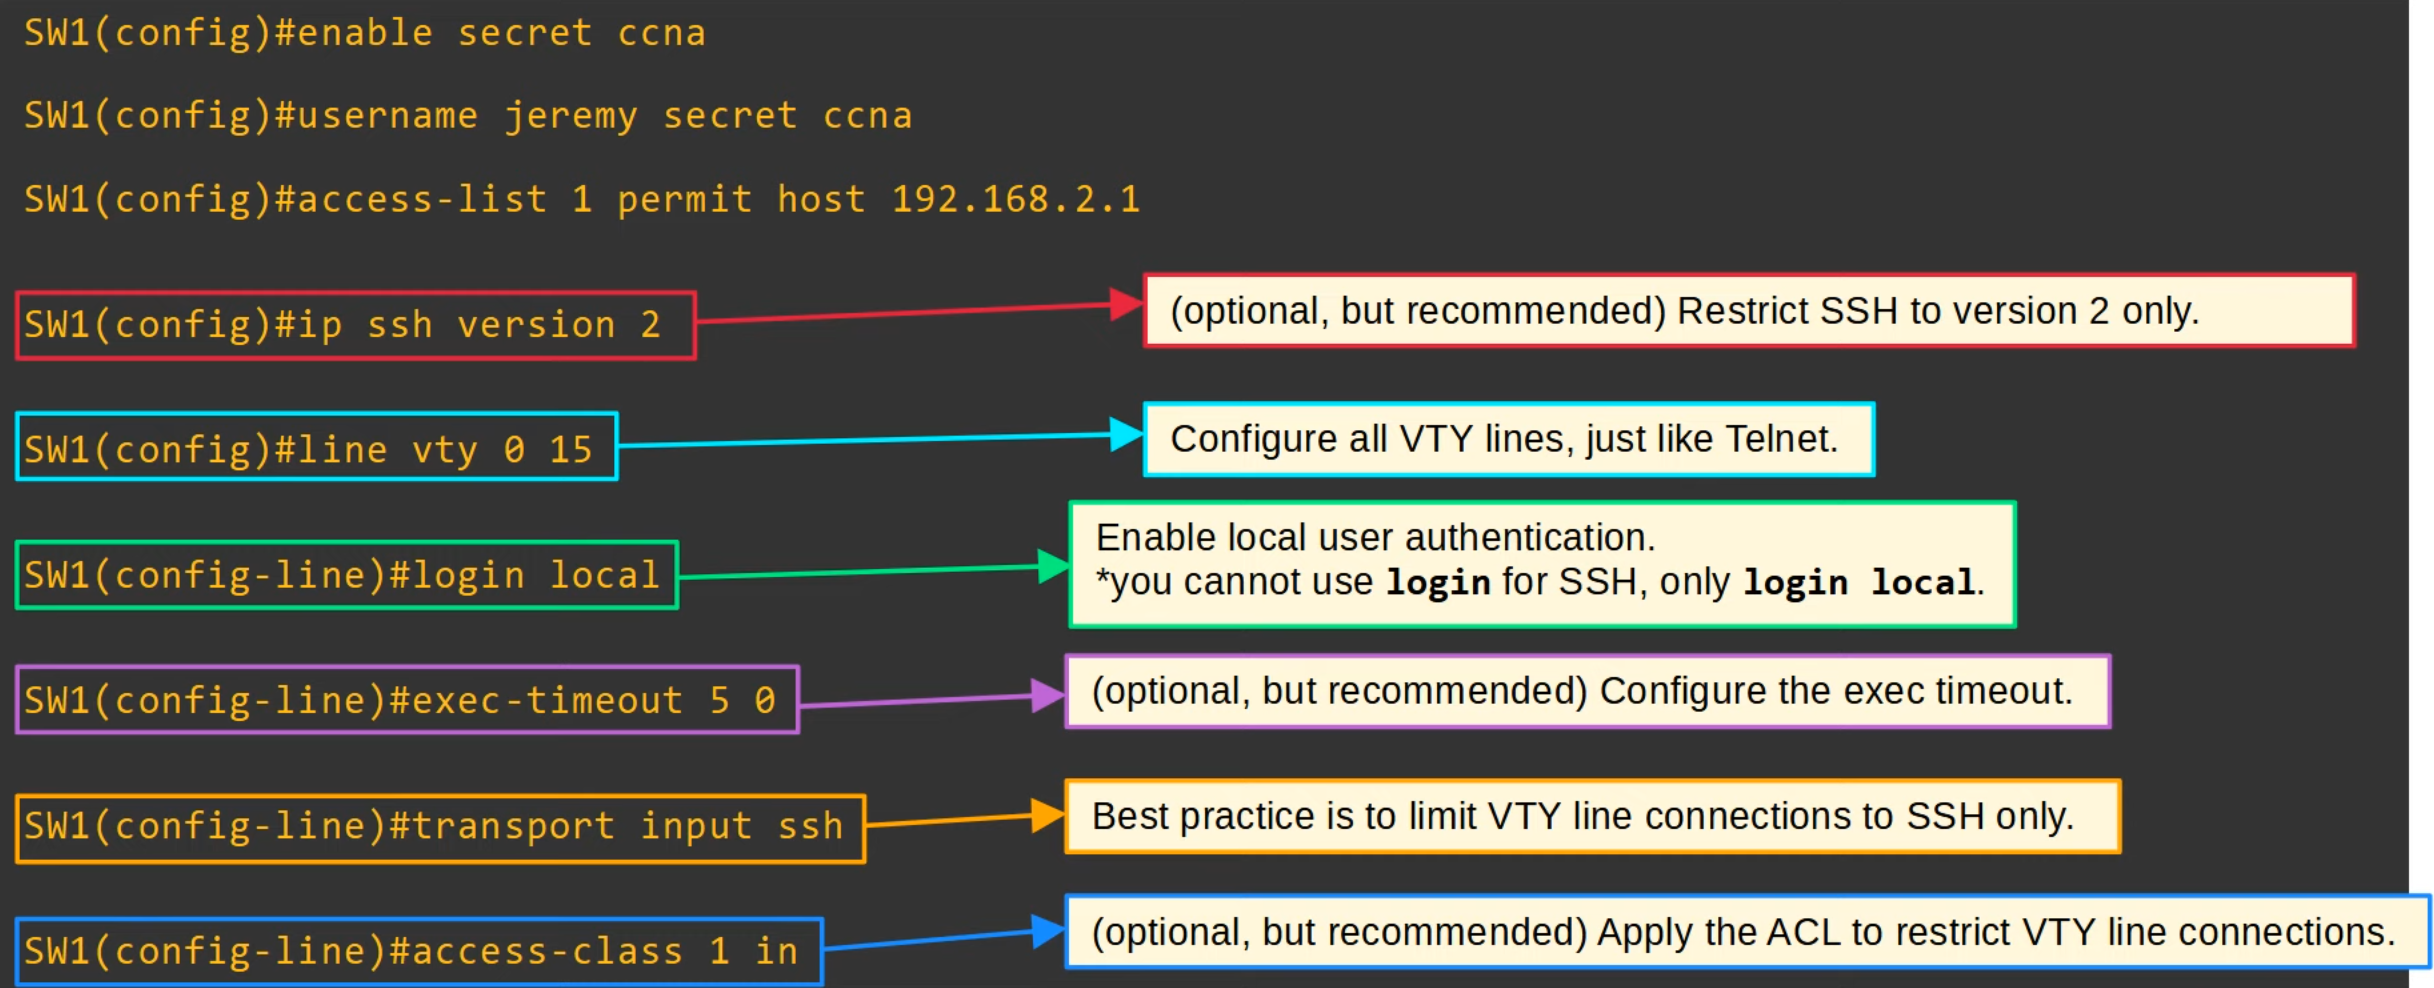 SW1(config)#enable secret ccna
SW1(config)#username jeremy secret ccna
SW1(config)#access-list 1 permit host 192.168.2.1
SW1(config)#ip ssh version 2
(optional, but recommended) Restrict SSH to version 2 only.
SW1(config)#line vty 0 15
Configure all VTY lines, just like Telnet.
SW1(config-line)#login local
Enable local user authentication.
*you cannot use login for SSH, only login local.
SW1(config-line)#exec-timeout 5 0
(optional, but recommended) Configure the exec timeout.
SW1(config-line)#transport input ssh
Best practice is to limit VTY line connections to SSH only.
SW1(config-line)#access-class 1 in
(optional, but recommended) Apply the ACL to restrict VTY line connections.